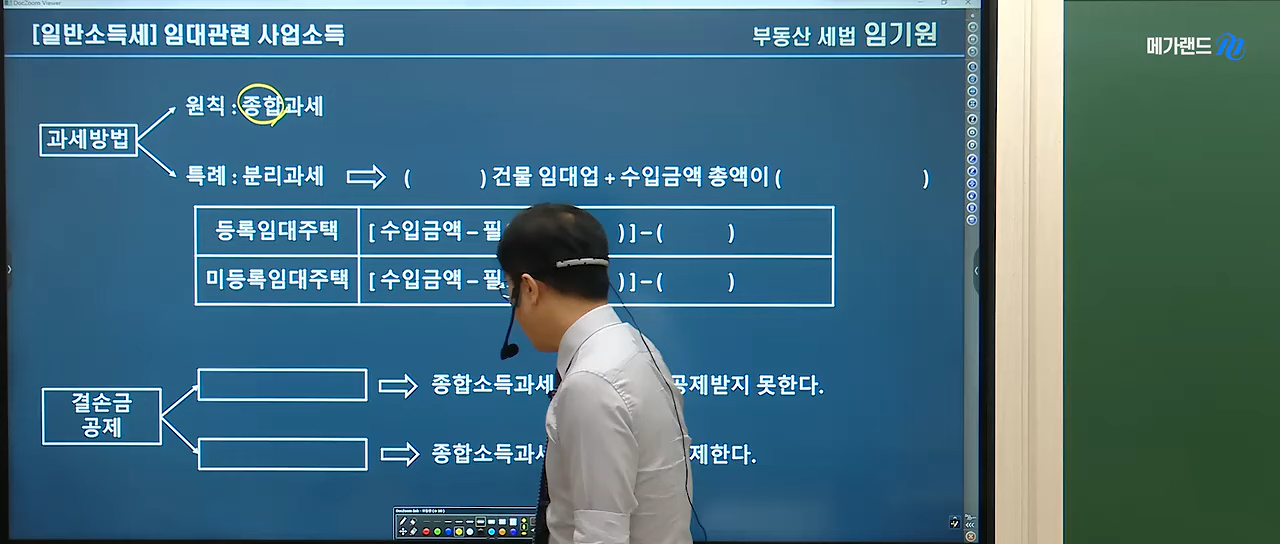 DocZoom Viewer
[일반소득세] 임대관련 사업소득
부동산 세법 임기원
메가랜드
원칙 : 종합과세
과세방법
특례 : 분리과세 ( ) 건물 임대업 + 수입금액 총액이 ( )
등록임대주택 [ 수입금액 – 필 ) ] – ( )
미등록임대주택 [ 수입금액 – 필 ) ] – ( )
결손금
공제
종합소득과세 공제받지 못한다.
종합소득과세 제한다.